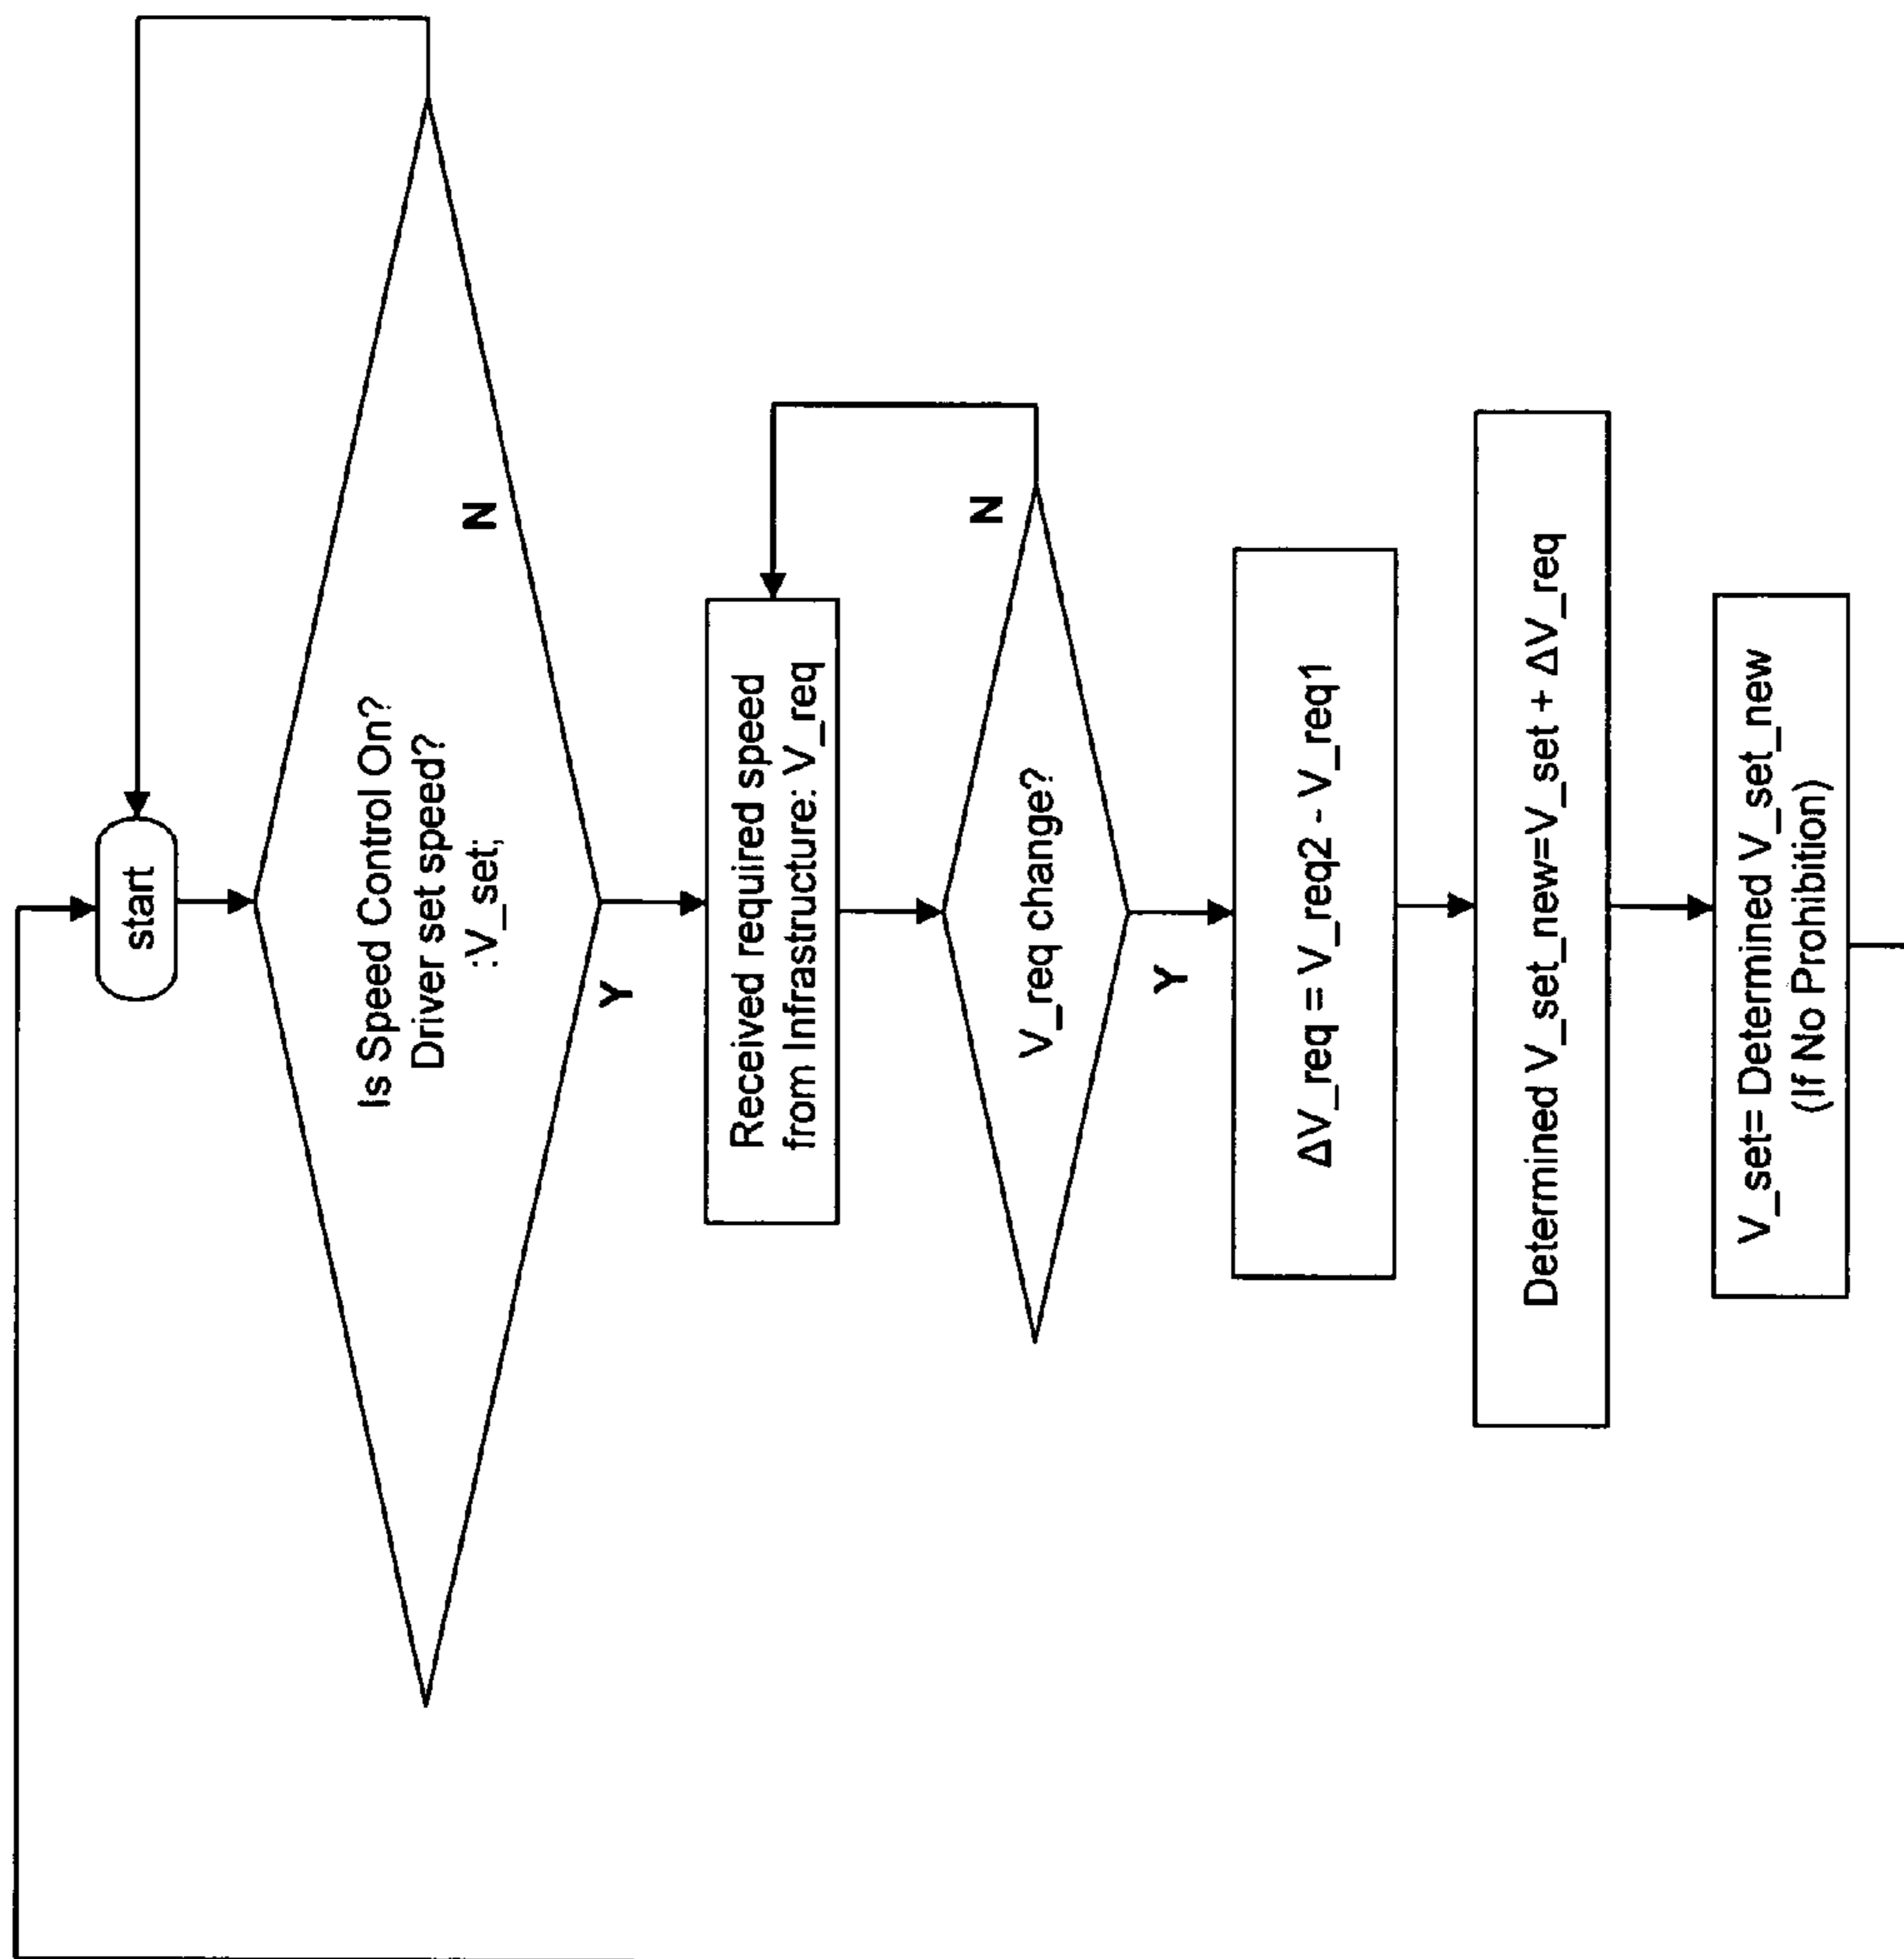 start
Is Speed Control On?
Driver set speed?
:V_set;
N
Y
Received required speed
from Infrastructure: V_req
N
V_req change?
Y
ΔV_req = V_req2 - V_req1
Determined V_set_new=V_set + ΔV_req
V_set= Determined V_set_new
(If No Prohibition)